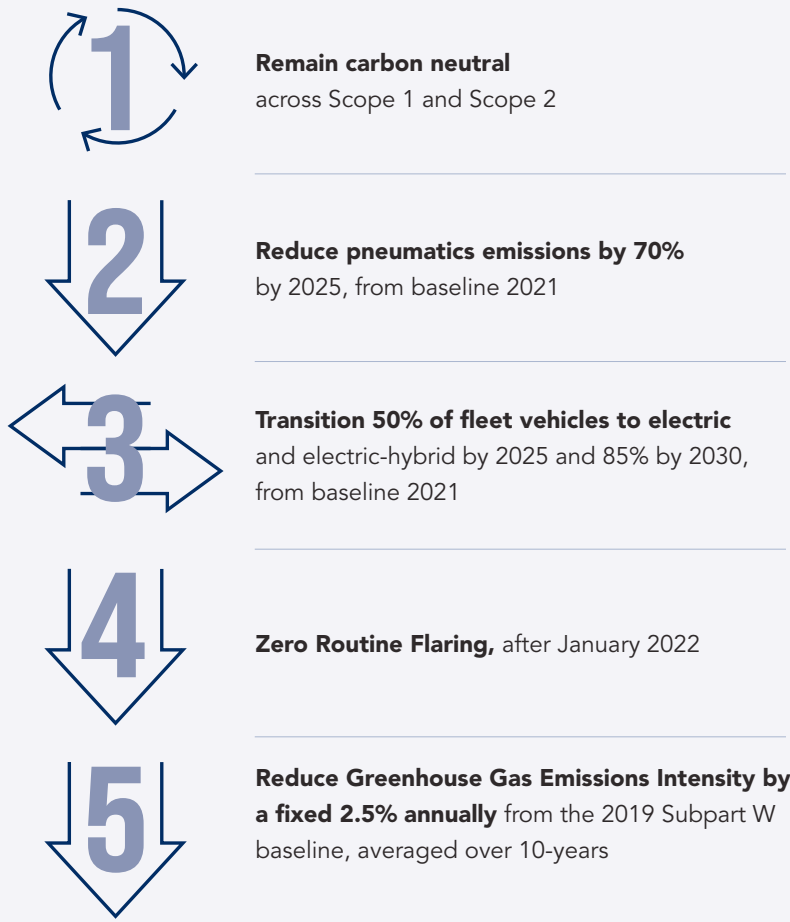 1
Remain carbon neutral
across Scope 1 and Scope 2
2
Reduce pneumatics emissions by 70%
by 2025, from baseline 2021
3
Transition 50% of fleet vehicles to electric
and electric-hybrid by 2025 and 85% by 2030,
from baseline 2021
4
Zero Routine Flaring, after January 2022
5
Reduce Greenhouse Gas Emissions Intensity by
a fixed 2.5% annually from the 2019 Subpart W
baseline, averaged over 10-years